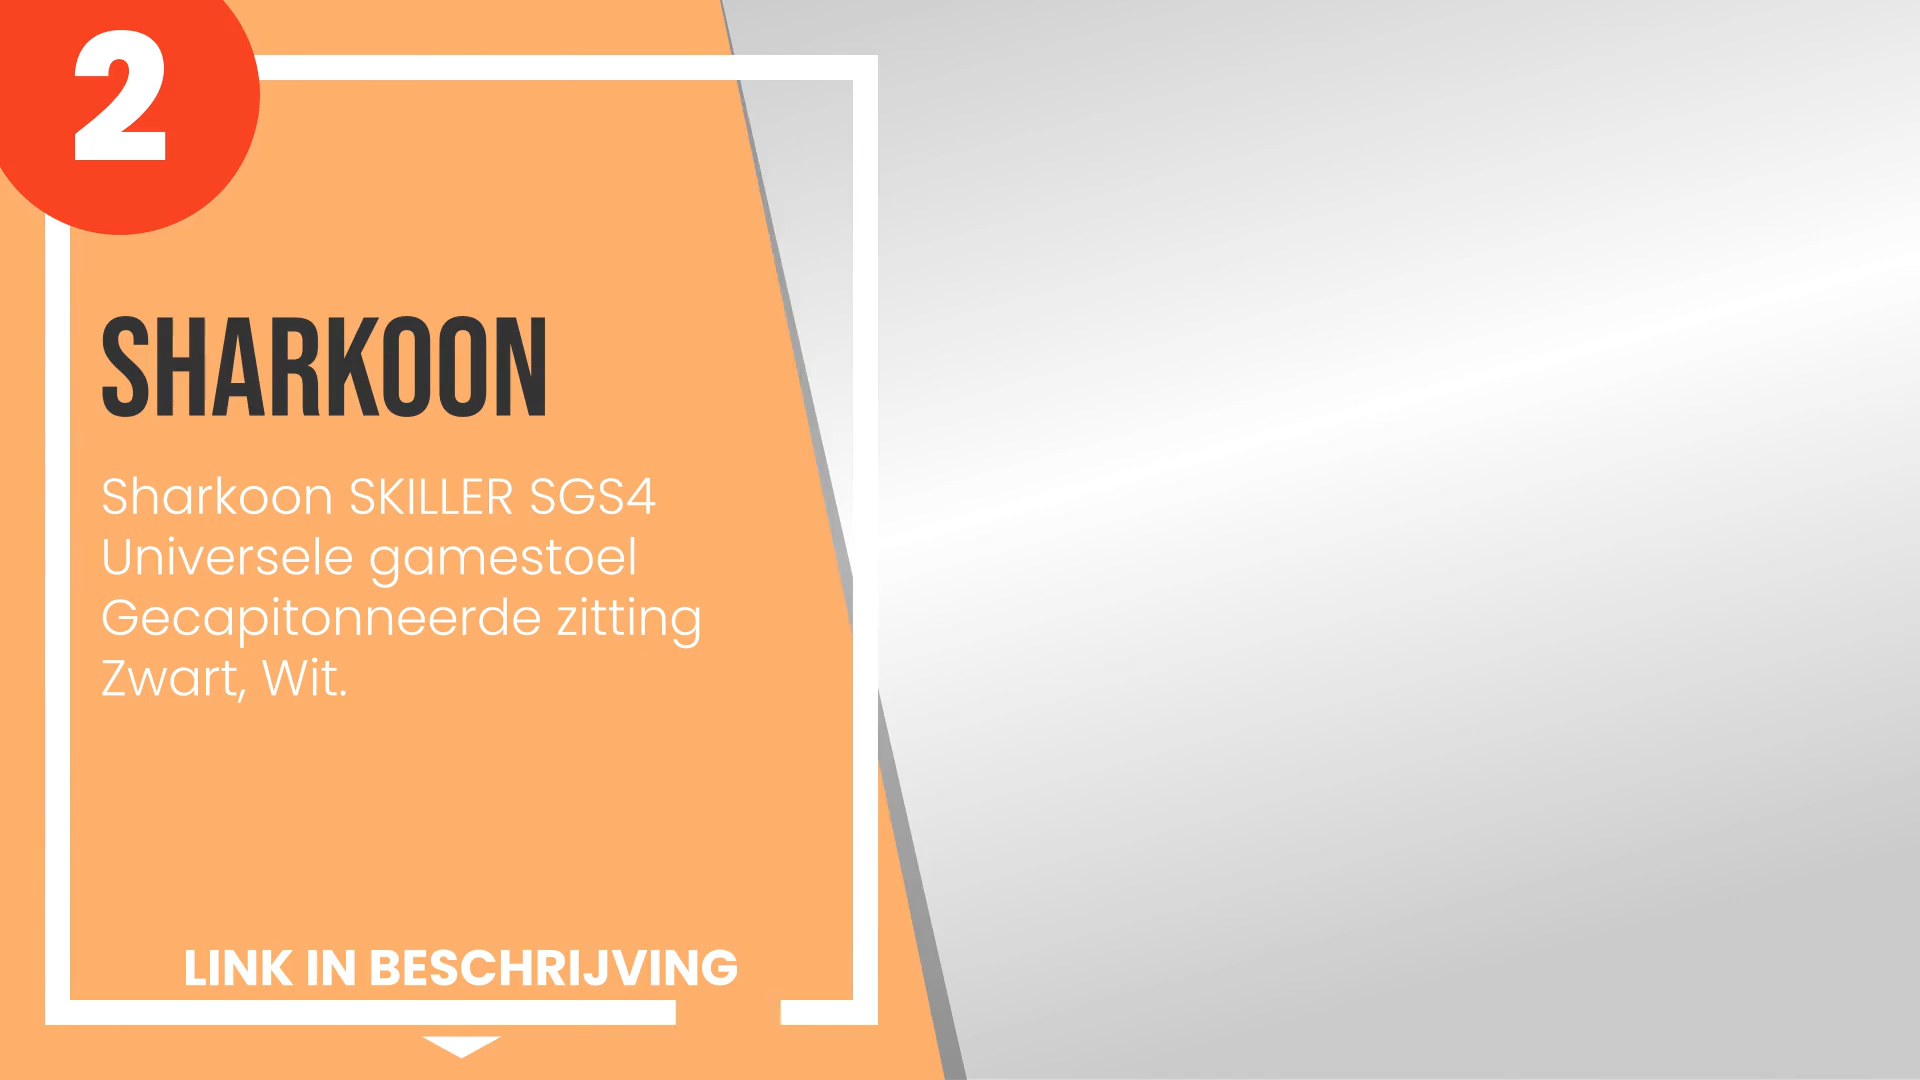 2
SHARKOON
Sharkoon SKILLER SGS4
Universele gamestoel
Gecapitonneerde zitting
Zwart, Wit.
LINK IN BESCHRIJVING